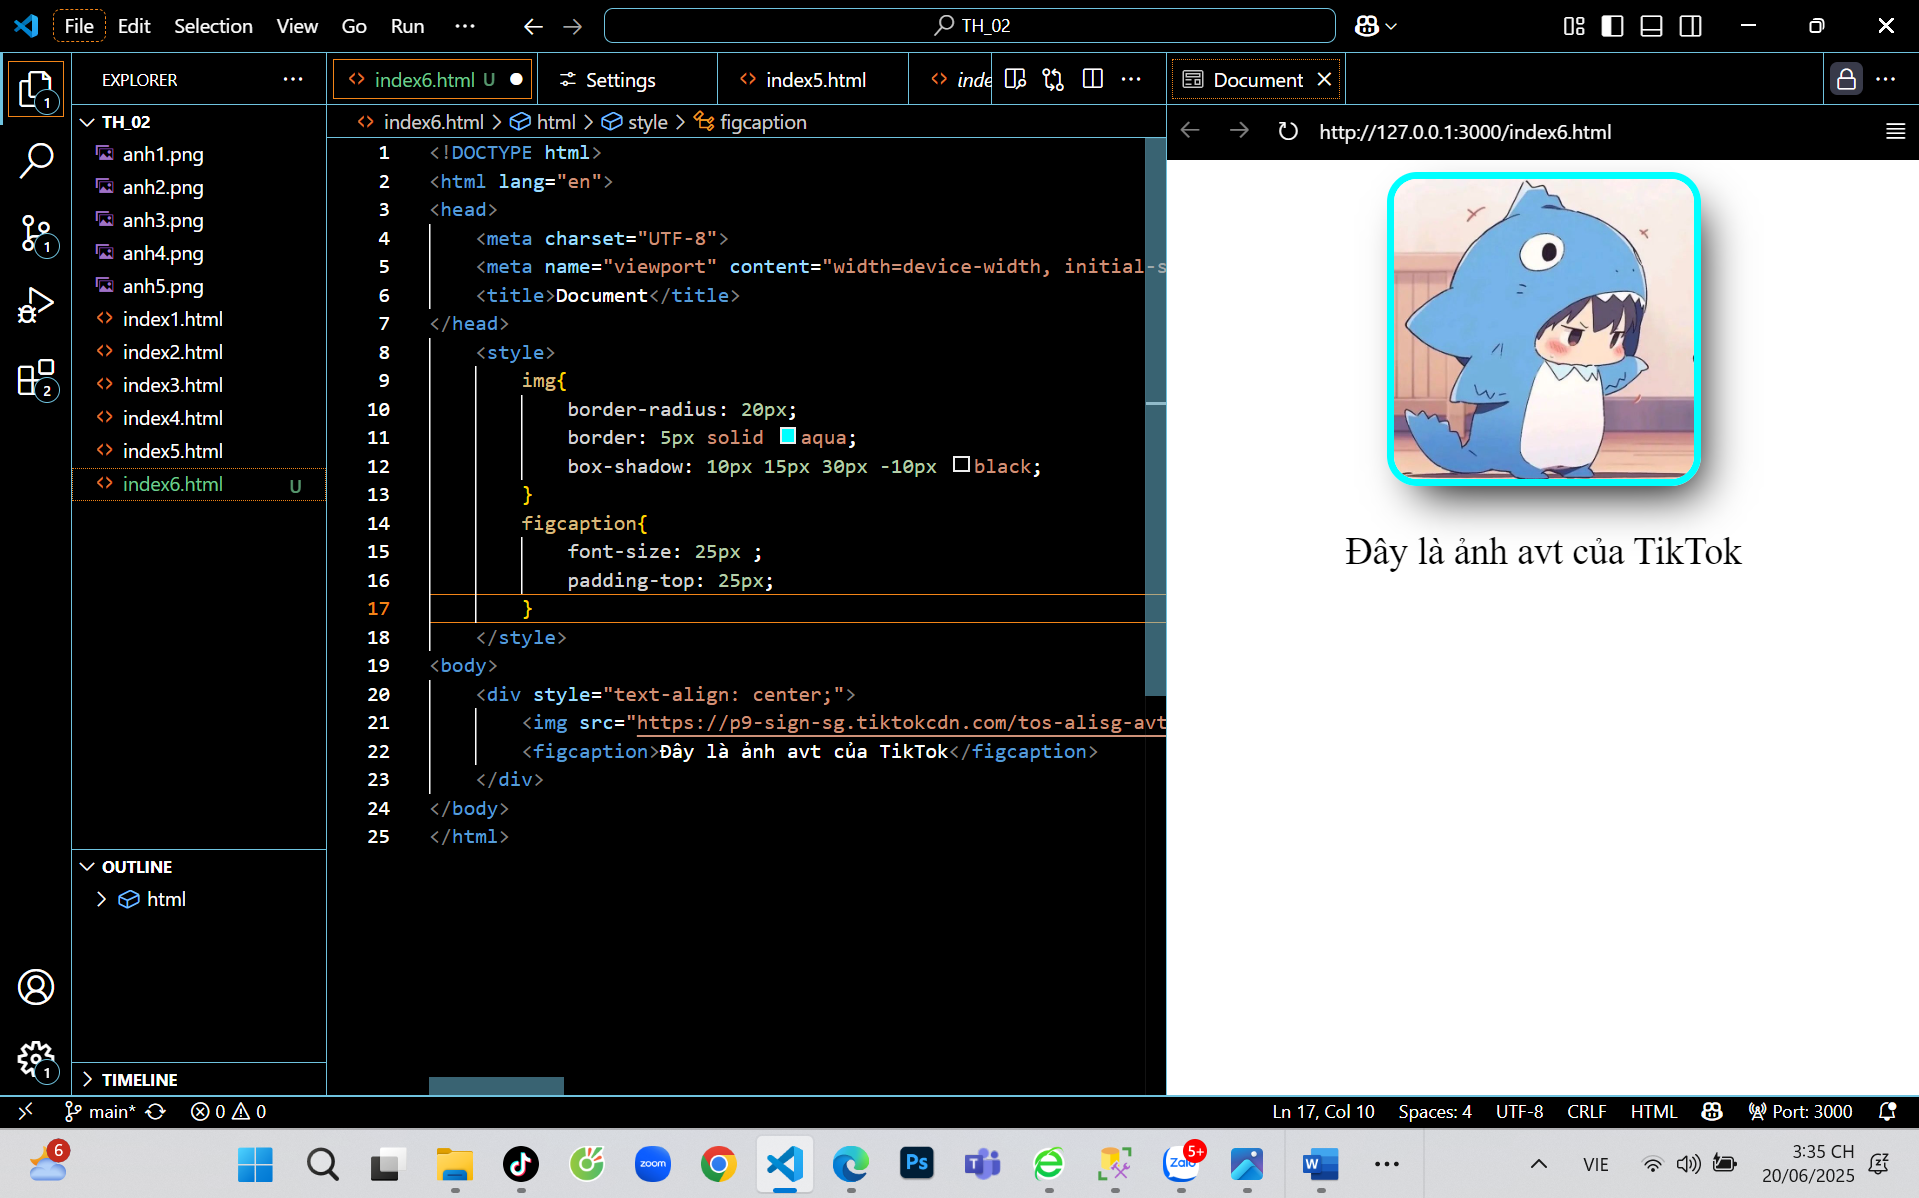 File Edit Selection View Go Run ··· TH_02
EXPLORER ···
TH_02
anh1.png
anh2.png
anh3.png
anh4.png
anh5.png
index1.html
index2.html
index3.html
index4.html
index5.html
index6.html U
OUTLINE
html
TIMELINE
1
1
2
1
index6.html U Settings index5.html inde ···
index6.html > html > style > figcaption
1 <!DOCTYPE html>
2 <html lang="en">
3 <head>
4 <meta charset="UTF-8">
5 <meta name="viewport" content="width=device-width, initial-s
6 <title>Document</title>
7 </head>
8 <style>
9 img{
10 border-radius: 20px;
11 border: 5px solid aqua;
12 box-shadow: 10px 15px 30px -10px black;
13 }
14 figcaption{
15 font-size: 25px ;
16 padding-top: 25px;
17 }
18 </style>
19 <body>
20 <div style="text-align: center;">
21 <img src="https://p9-sign-sg.tiktokcdn.com/tos-alisg-avt
22 <figcaption>Đây là ảnh avt của TikTok</figcaption>
23 </div>
24 </body>
25 </html>
Document ···
http://127.0.0.1:3000/index6.html
Đây là ảnh avt của TikTok
main* 0 0 Ln 17, Col 10 Spaces: 4 UTF-8 CRLF HTML Port: 3000
6 zoom Ps Zalo 5+ W ··· VIE 3:35 CH
20/06/2025